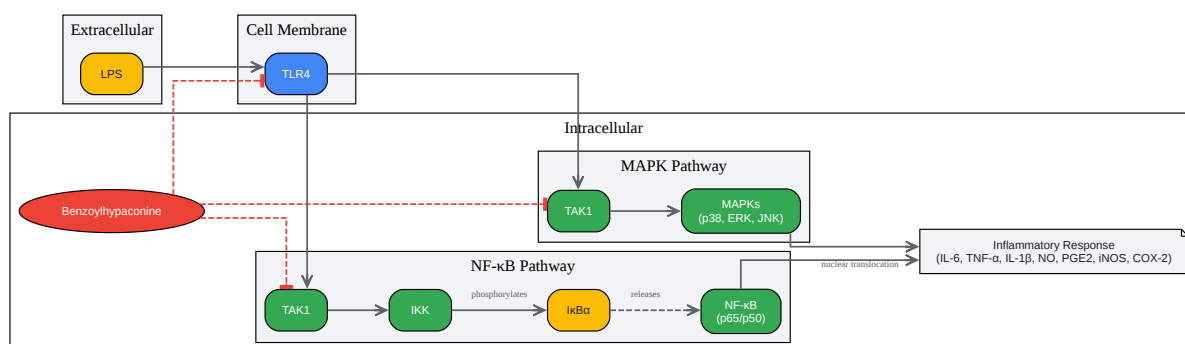 Extracellular
Cell Membrane
LPS
TLR4
Intracellular
MAPK Pathway
Benzoylhypaconine
TAK1
MAPKs
(p38, ERK, JNK)
Inflammatory Response
(IL-6, TNF-α, IL-1β, NO, PGE2, iNOS, COX-2)
nuclear translocation
NF-κB Pathway
phosphorylates
releases
TAK1
IKK
IκBα
NF-κB
(p65/p50)